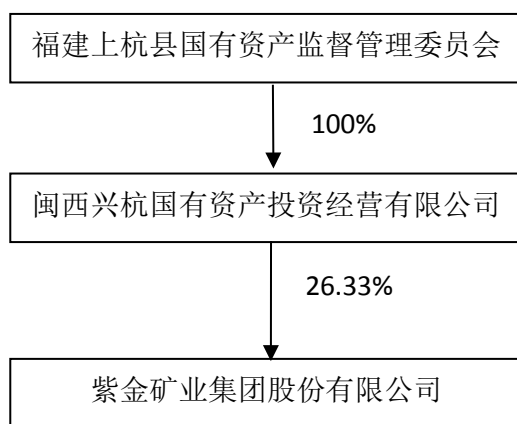 福建上杭县国有资产监督管理委员会
100%
闽西兴杭国有资产投资经营有限公司
26.33%
紫金矿业集团股份有限公司